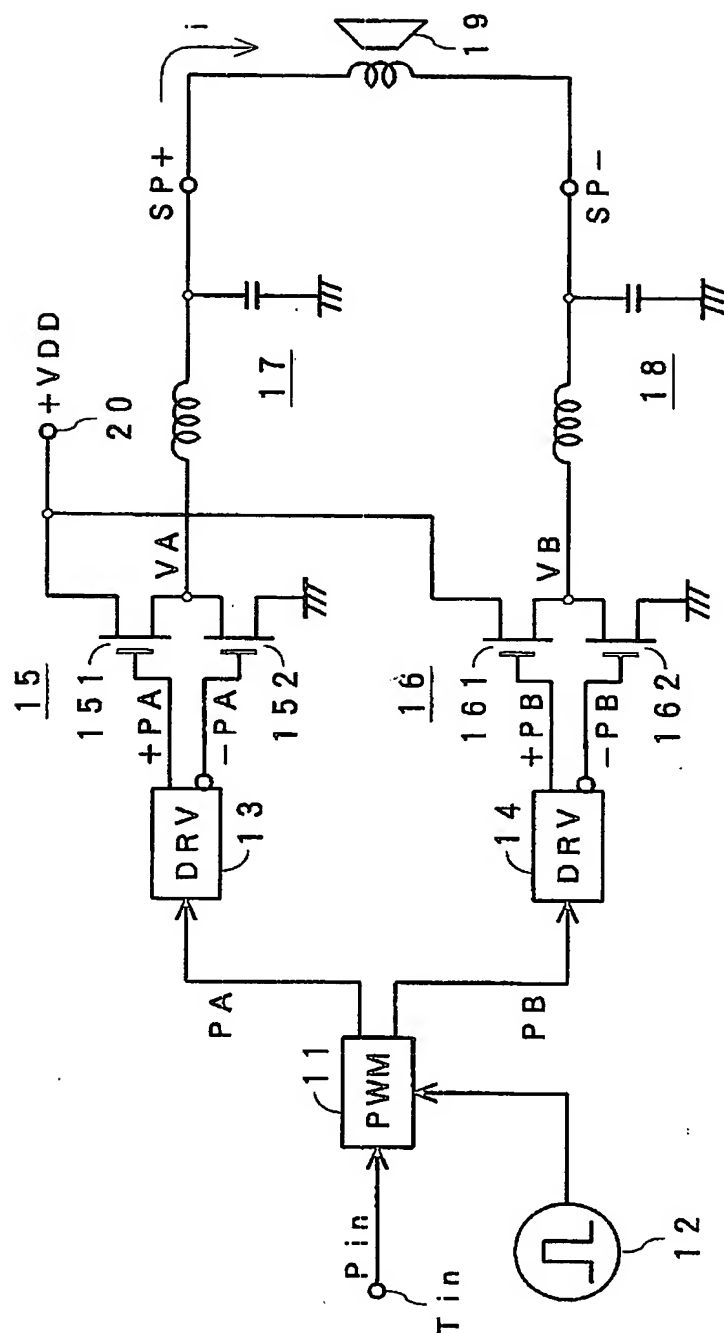 Tin
Pin
12
11
PWM
PA
PB
13
DRV
14
DRV
+PA
-PA
15
151
152
+PB
-PB
16
161
162
VA
VB
+VDD
20
17
18
SP+
SP-
i
19